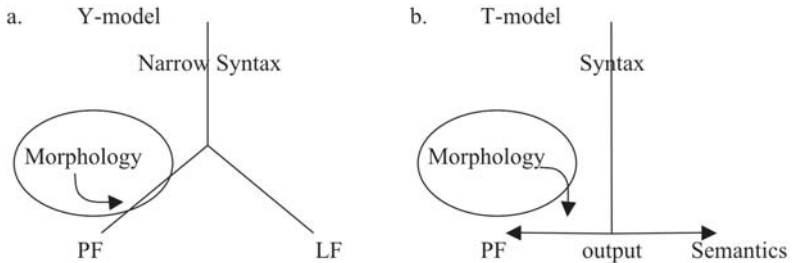 a. Y-model
Narrow Syntax
Morphology
PF LF
b. T-model
Syntax
Morphology
PF output Semantics